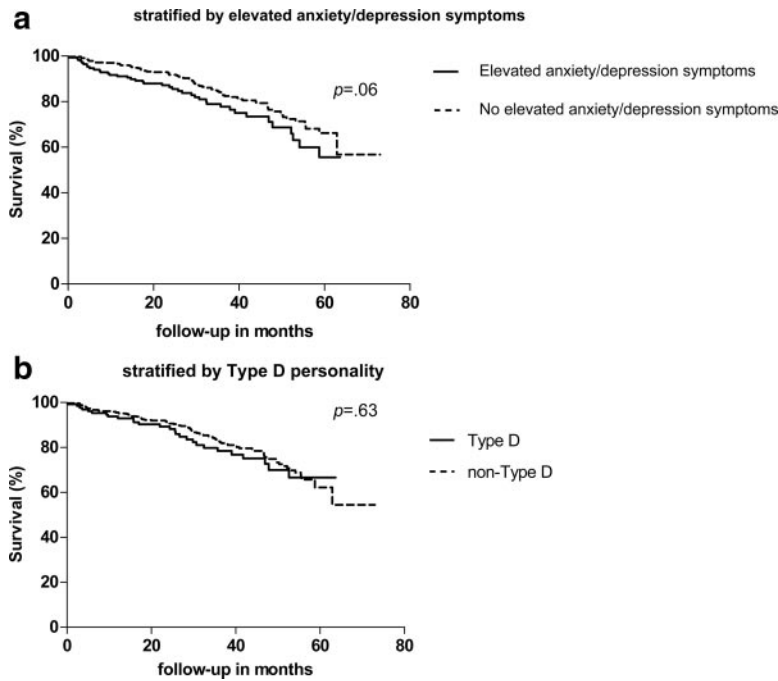 a
stratified by elevated anxiety/depression symptoms
100
80
60
40
20
0
Survival (%)
p=.06
Elevated anxiety/depression symptoms
No elevated anxiety/depression symptoms
0 20 40 60 80
follow-up in months
b
stratified by Type D personality
100
80
60
40
20
0
Survival (%)
p=.63
Type D
non-Type D
0 20 40 60 80
follow-up in months